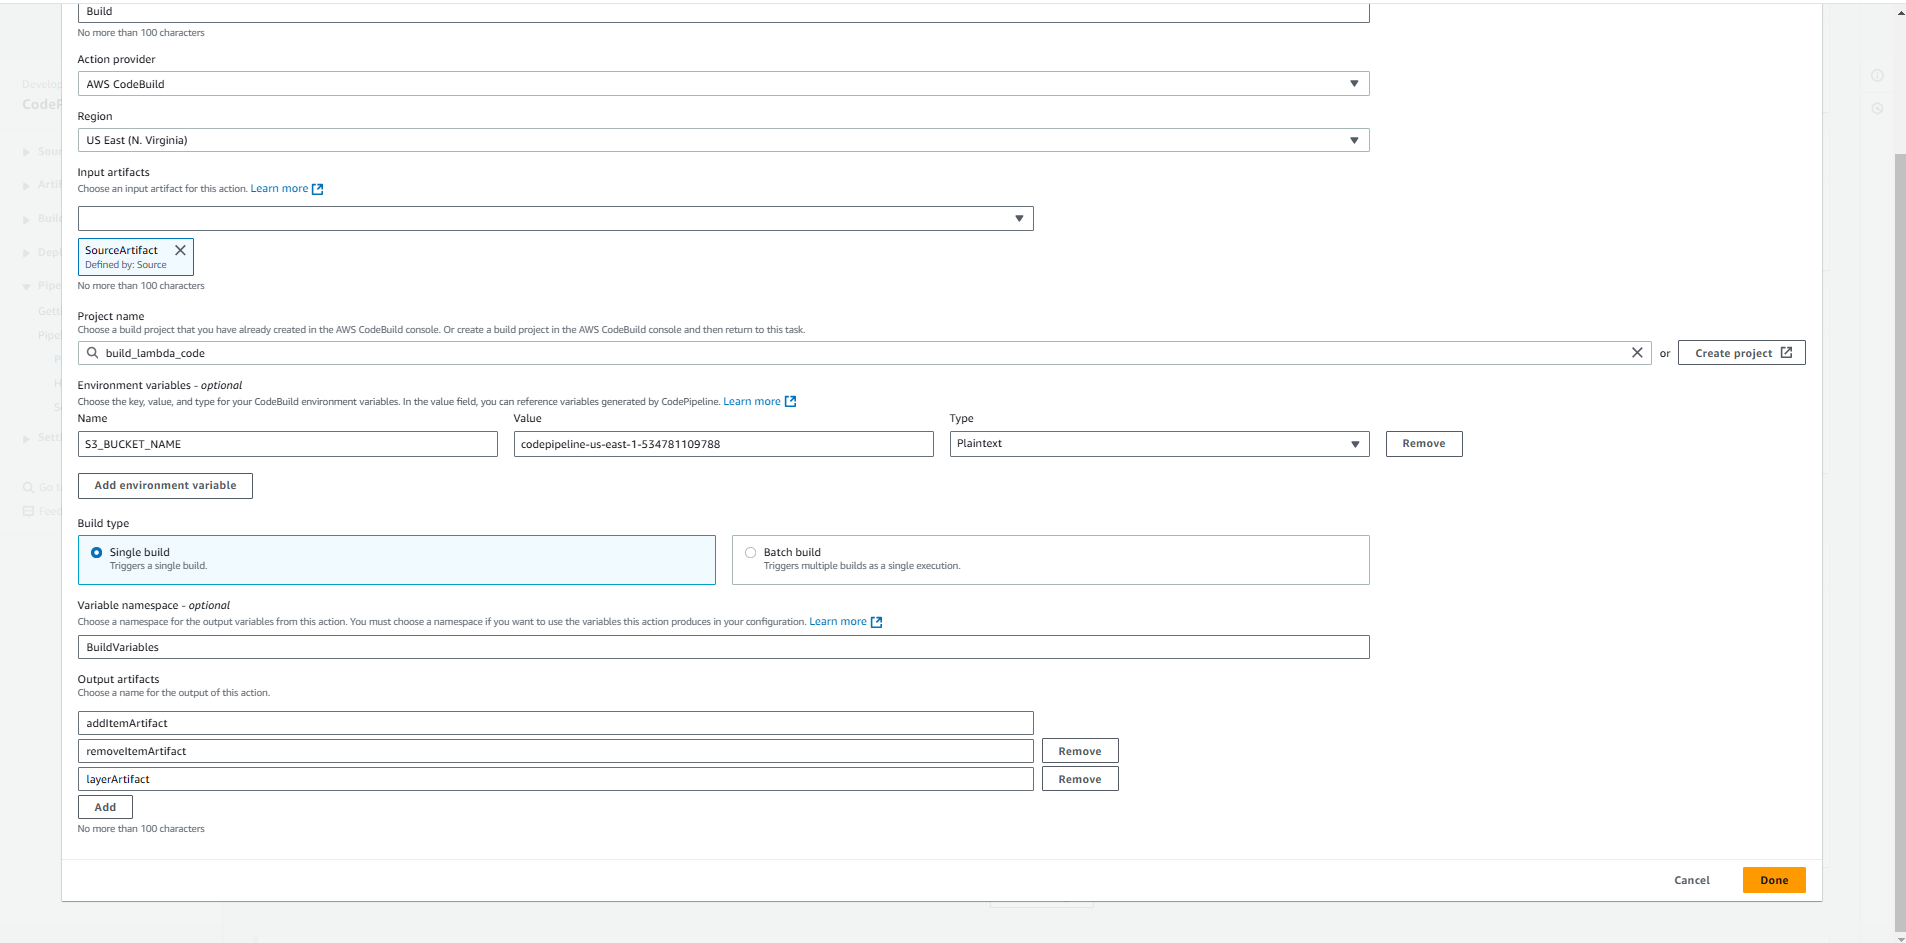 Build
No more than 100 characters
Action provider
AWS CodeBuild
Region
US East (N. Virginia)
Input artifacts
Choose an input artifact for this action. Learn more
SourceArtifact
Defined by: Source
No more than 100 characters
Project name
Choose a build project that you have already created in the AWS CodeBuild console. Or create a build project in the AWS CodeBuild console and then return to this task.
build_lambda_code
or
Create project
Environment variables - optional
Choose the key, value, and type for your CodeBuild environment variables. In the value field, you can reference variables generated by CodePipeline. Learn more
Name Value Type
S3_BUCKET_NAME codepipeline-us-east-1-534781109788 Plaintext Remove
Add environment variable
Build type
Single build
Triggers a single build.
Batch build
Triggers multiple builds as a single execution.
Variable namespace - optional
Choose a namespace for the output variables from this action. You must choose a namespace if you want to use the variables this action produces in your configuration. Learn more
BuildVariables
Output artifacts
Choose a name for the output of this action.
addItemArtifact
removeItemArtifact Remove
layerArtifact Remove
Add
No more than 100 characters
Cancel Done